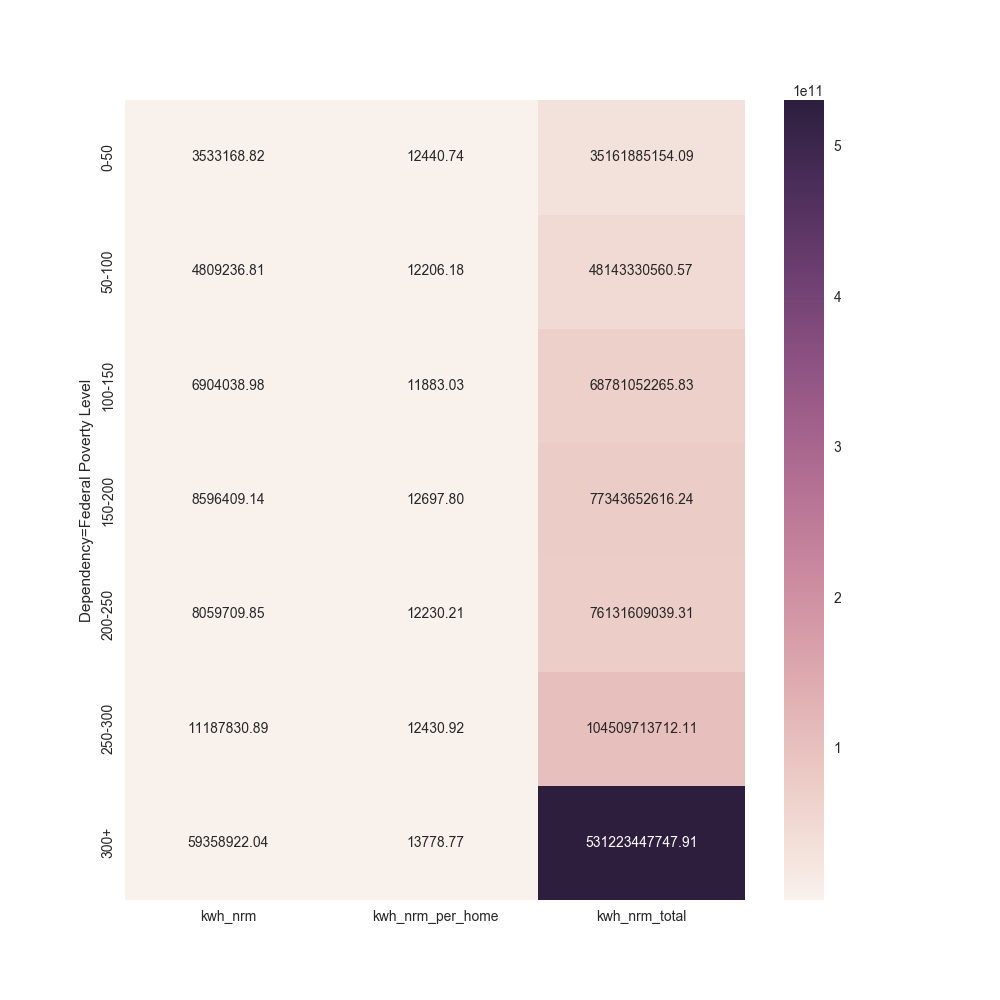 1e11
0-50 3533168.82 12440.74 35161885154.09
50-100 4809236.81 12206.18 48143330560.57
100-150 6904038.98 11883.03 68781052265.83
150-200 8596409.14 12697.80 77343652616.24
200-250 8059709.85 12230.21 76131609039.31
250-300 11187830.89 12430.92 104509713712.11
300+ 59358922.04 13778.77 531223447747.91
kwh_nrm kwh_nrm_per_home kwh_nrm_total
Dependency=Federal Poverty Level
5
4
3
2
1